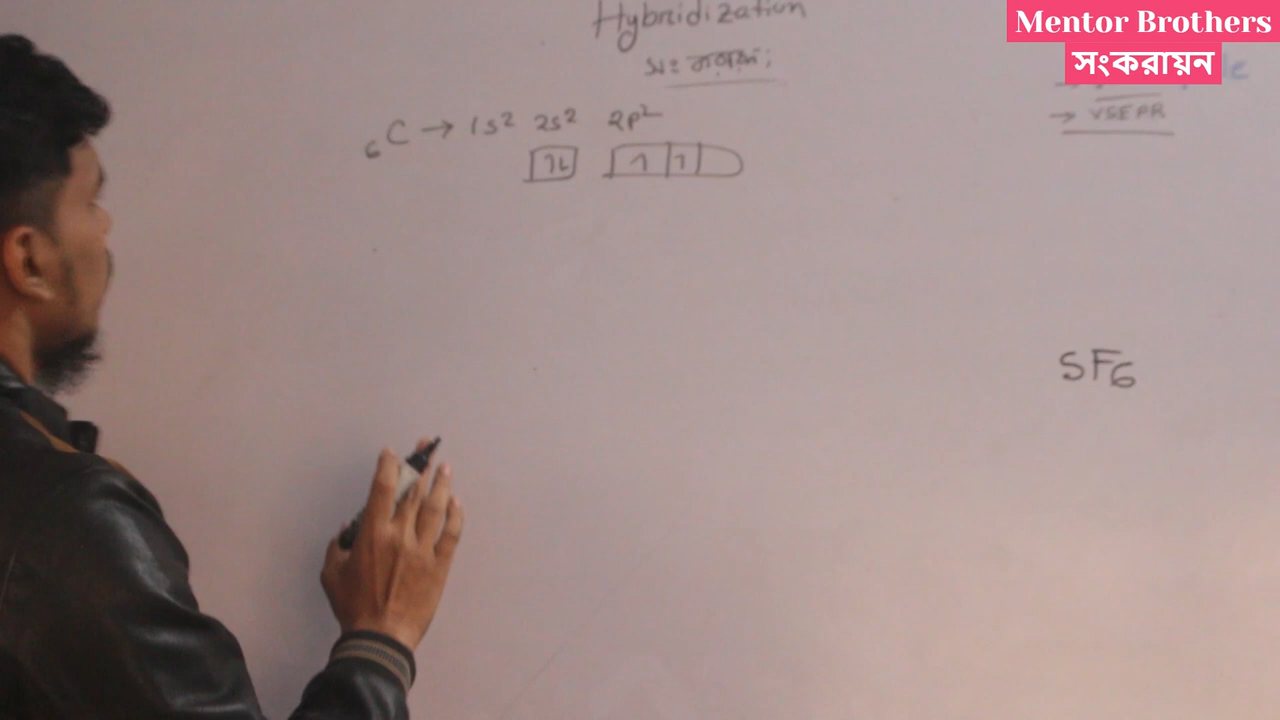 Hybridization
Mentor Brothers
সংকরায়ন
সংকরায়ন:
→ VSEPR
6C → 1s² 2s² 2p²
↿⇂ ↿ ↿
SF6